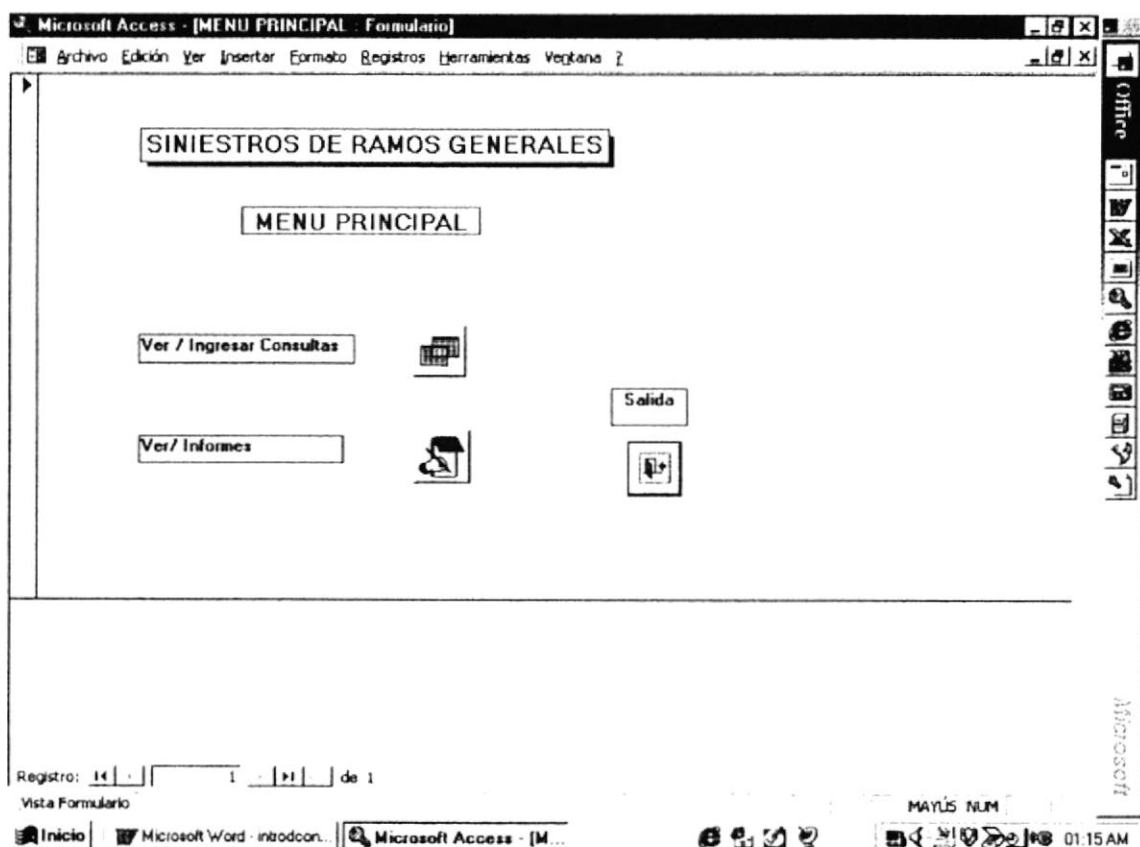 Microsoft Access - [MENU PRINCIPAL : Formulario]
Archivo Edición Ver Insertar Formato Registros Herramientas Ventana ?
Office
SINIESTROS DE RAMOS GENERALES
MENU PRINCIPAL
Ver / Ingresar Consultas
Salida
Ver/ Informes
Microsoft
Registro: 1 de 1
Vista Formulario
MAYÚS NUM
Inicio Microsoft Word - introdcon... Microsoft Access - [M... 01:15 AM